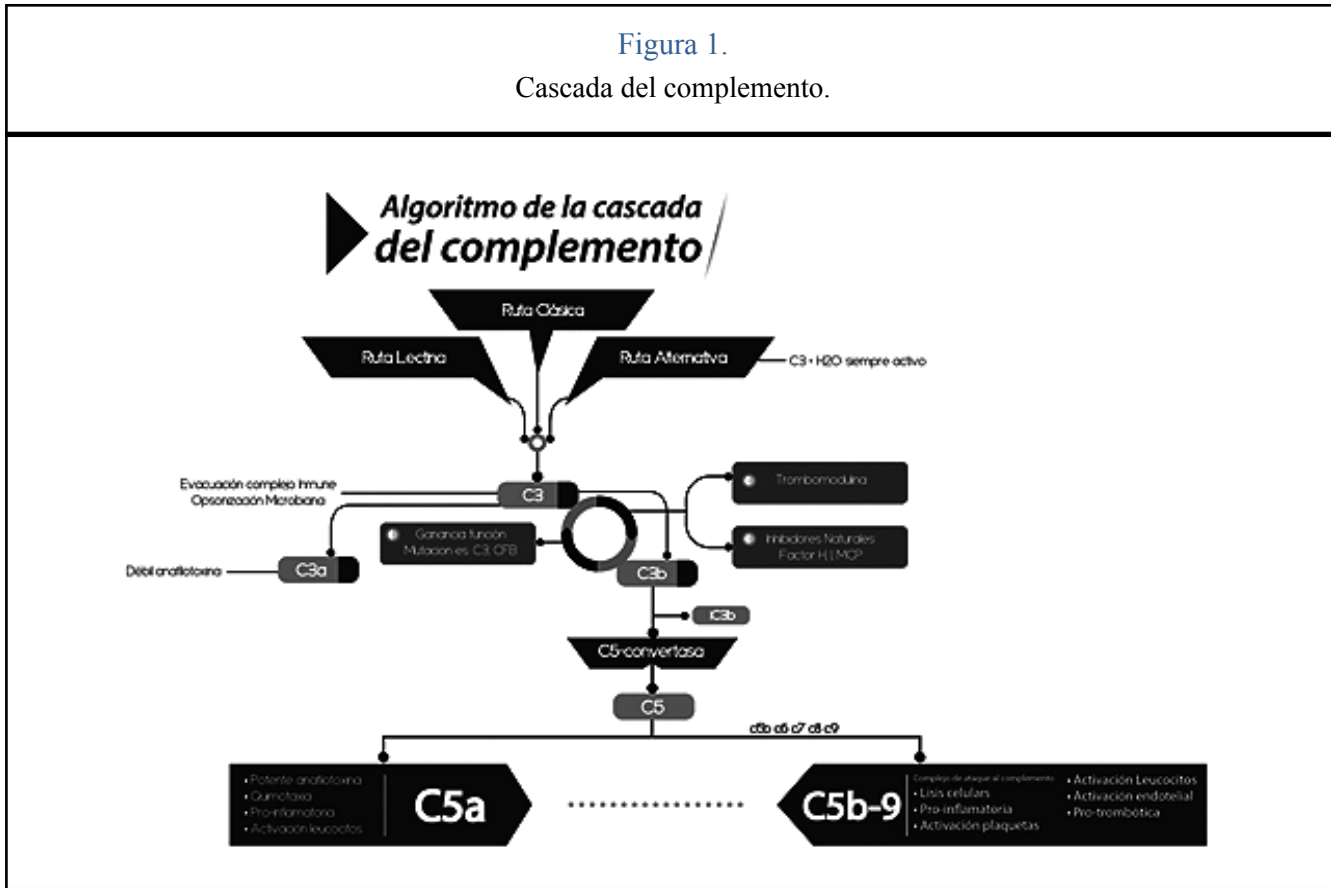 Figura 1.
Cascada del complemento.
Algoritmo de la cascada
del complemento
Ruta Clásica
Ruta Lectina
Ruta Alternativa
C3 + H2O siempre activo
Evacuación complejo Inmune
Opsonización Microbiana
C3
Trombomodulina
Ganancia función
Mutacion es: C3, CFB
Inhibidores Naturales
Factor H, I, MCP
Débil anafilotoxina
C3a
C3b
iC3b
C5-convertasa
C5
c5b c6 c7 c8 c9
• Potente anafilotoxina
• Quimotaxia
• Pro-inflamatoria
• Activación leucocitos
C5a
C5b-9
Complejo de ataque al complemento
• Lisis celulars
• Pro-inflamatoria
• Activación plaquetas
• Activación Leucocitos
• Activación endotelial
• Pro-trombótica